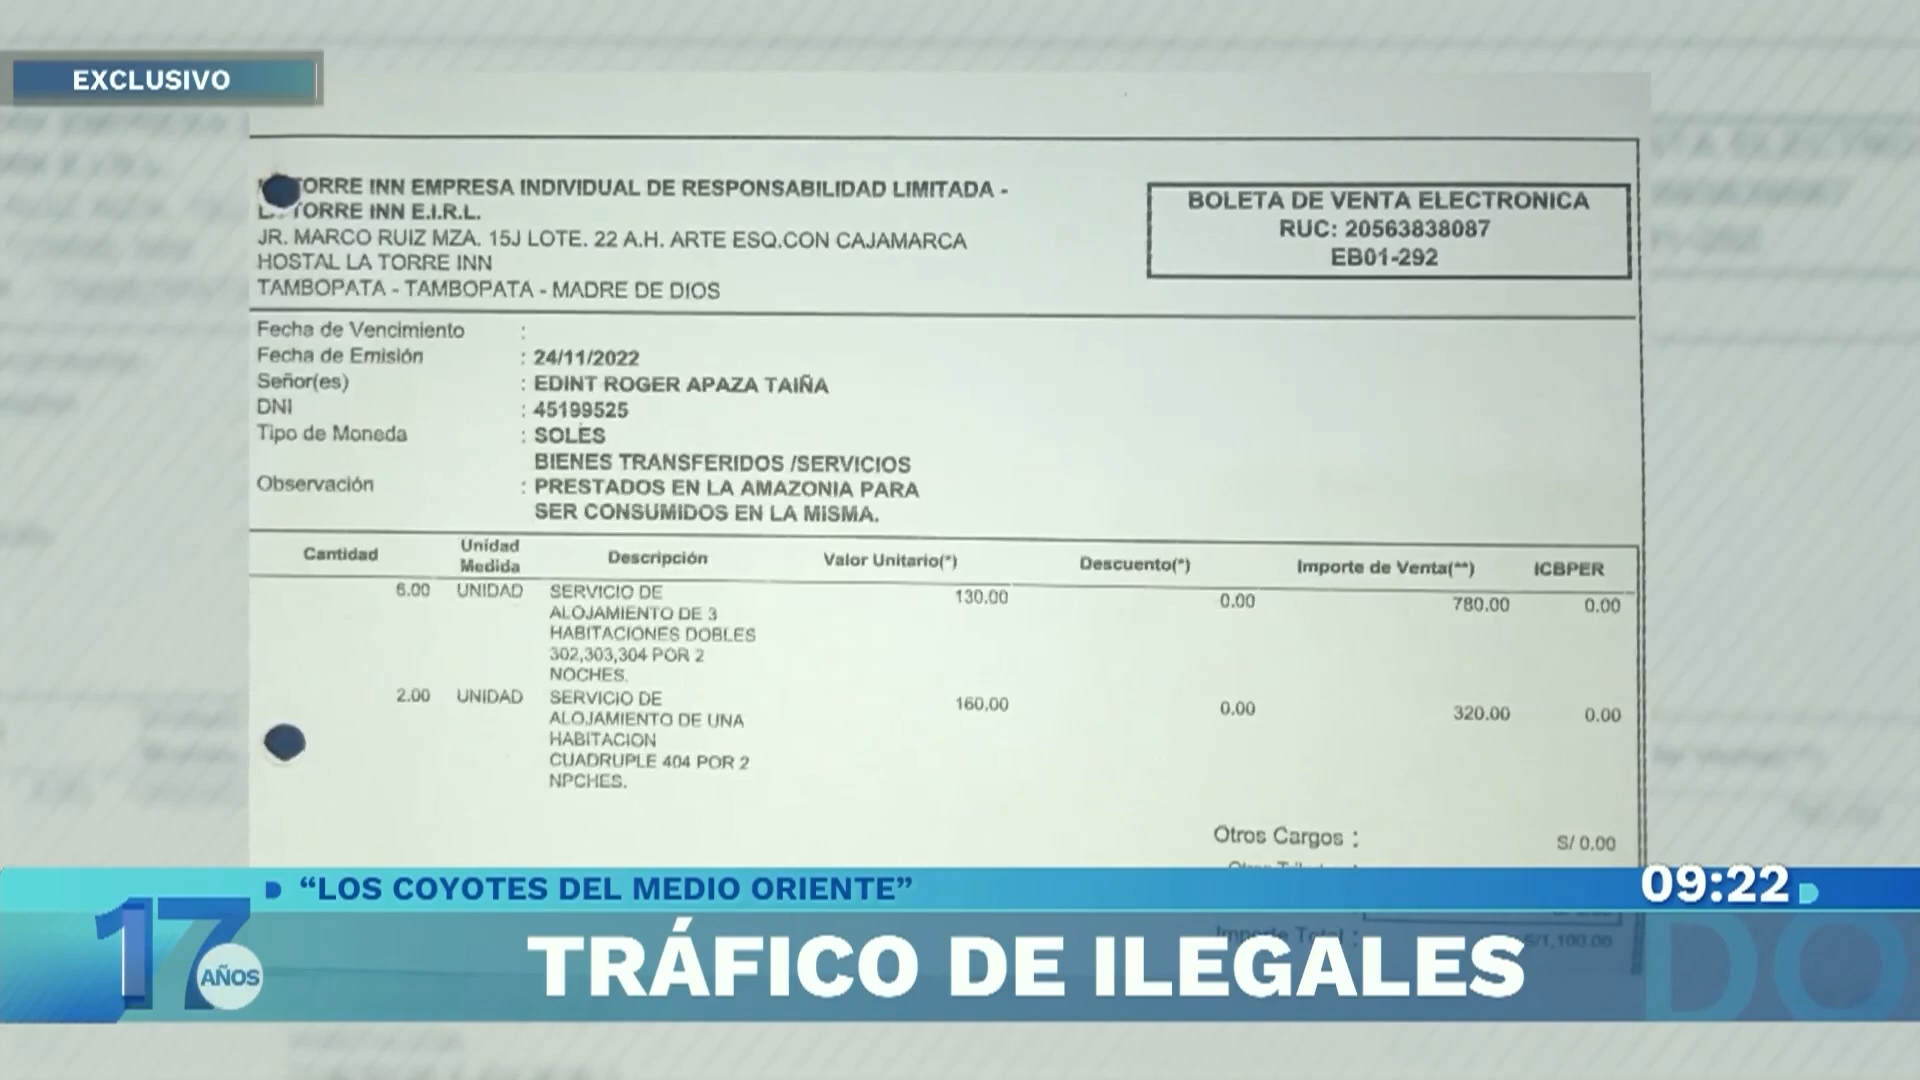 EXCLUSIVO
TORRE INN EMPRESA INDIVIDUAL DE RESPONSABILIDAD LIMITADA -
TORRE INN E.I.R.L.
JR. MARCO RUIZ MZA. 15J LOTE. 22 A.H. ARTE ESQ.CON CAJAMARCA
HOSTAL LA TORRE INN
TAMBOPATA - TAMBOPATA - MADRE DE DIOS
BOLETA DE VENTA ELECTRONICA
RUC: 20563838087
EB01-292
Fecha de Vencimiento :
Fecha de Emisión : 24/11/2022
Señor(es) : EDINT ROGER APAZA TAIÑA
DNI : 45199525
Tipo de Moneda : SOLES
BIENES TRANSFERIDOS /SERVICIOS
Observación : PRESTADOS EN LA AMAZONIA PARA
SER CONSUMIDOS EN LA MISMA.
Cantidad Unidad Medida Descripción Valor Unitario(*) Descuento(*) Importe de Venta(**) ICBPER
6.00 UNIDAD SERVICIO DE 130.00 0.00 780.00 0.00
ALOJAMIENTO DE 3
HABITACIONES DOBLES
302,303,304 POR 2
NOCHES.
2.00 UNIDAD SERVICIO DE 160.00 0.00 320.00 0.00
ALOJAMIENTO DE UNA
HABITACION
CUADRUPLE 404 POR 2
NPCHES.
Otros Cargos : S/ 0.00
"LOS COYOTES DEL MEDIO ORIENTE"
09:22
Importe Total : S/1,100.00
17 AÑOS
TRÁFICO DE ILEGALES
DO